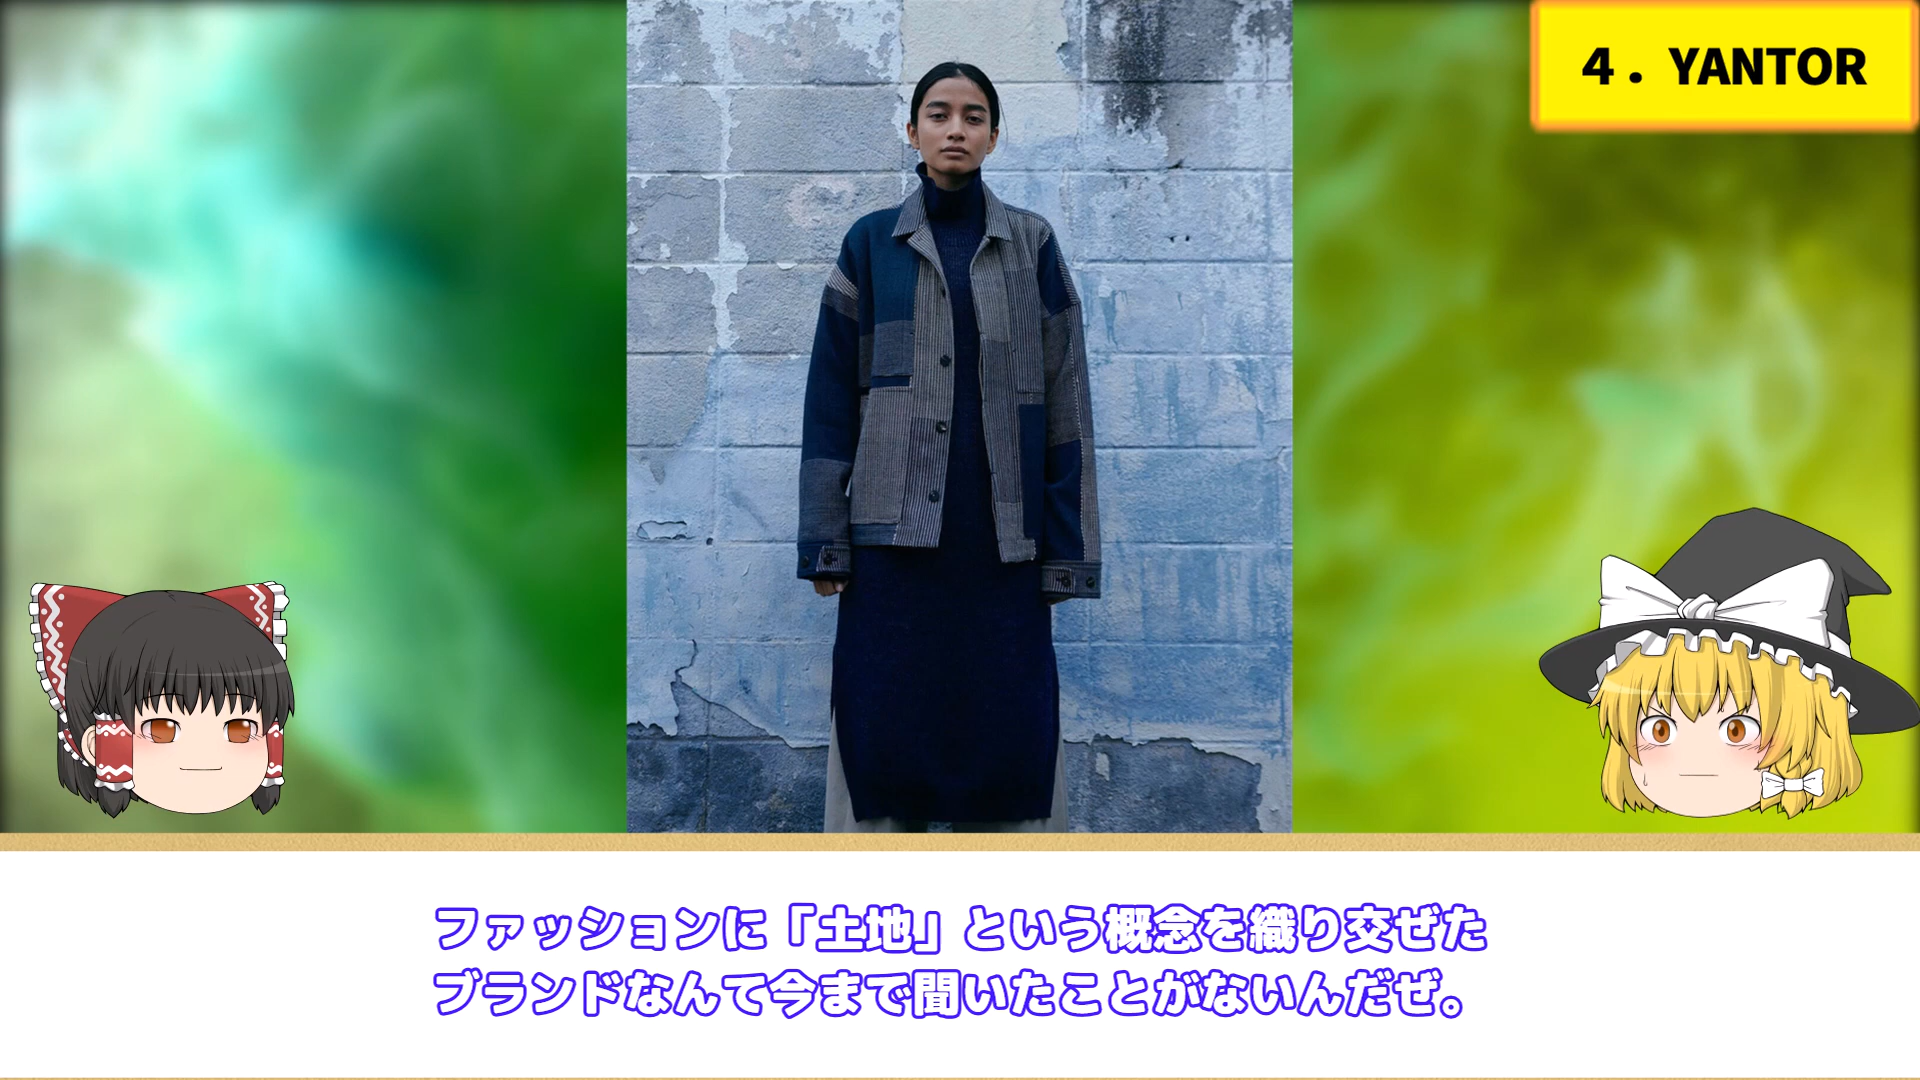 4．YANTOR
ファッションに「土地」という概念を織り交ぜた
ブランドなんて今まで聞いたことがないんだぜ。